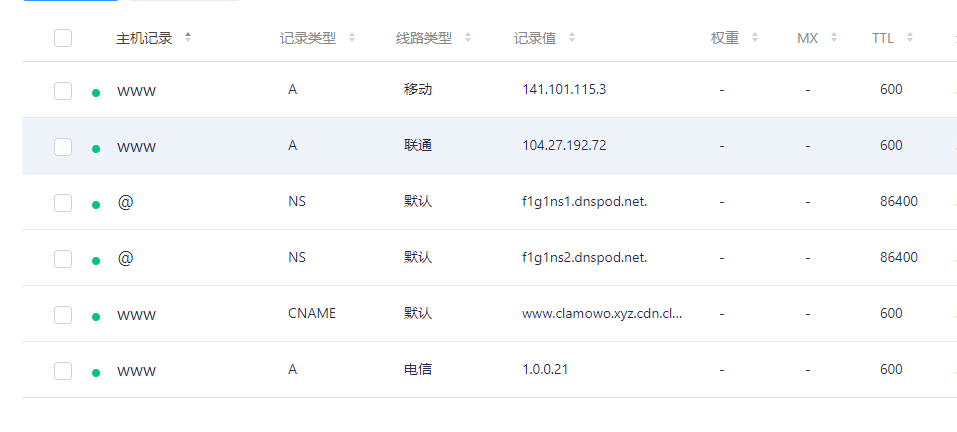 主机记录 记录类型 线路类型 记录值 权重 MX TTL
www A 移动 141.101.115.3 - - 600
www A 联通 104.27.192.72 - - 600
@ NS 默认 f1g1ns1.dnspod.net. - - 86400
@ NS 默认 f1g1ns2.dnspod.net. - - 86400
www CNAME 默认 www.clamowo.xyz.cdn.cl... - - 600
www A 电信 1.0.0.21 - - 600